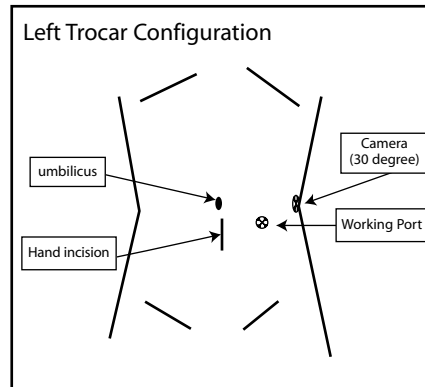 Left Trocar Configuration
Camera
(30 degree)
umbilicus
Working Port
Hand incision